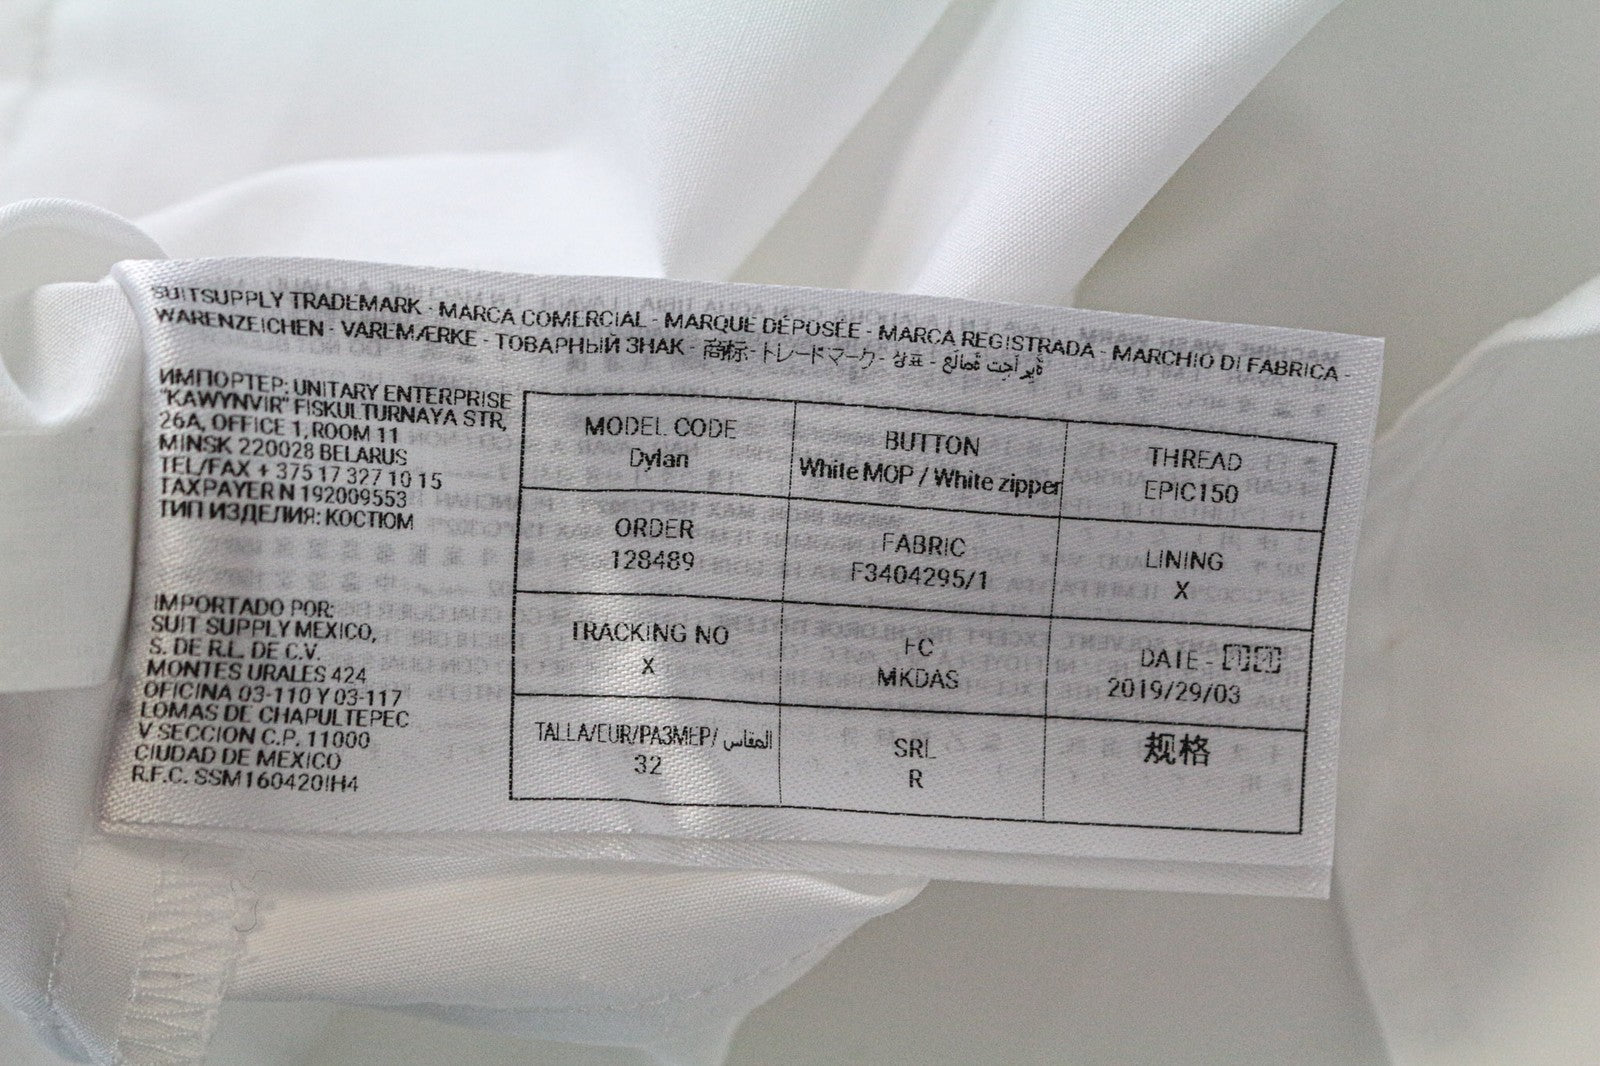 SUITSUPPLY TRADEMARK - MARCA COMERCIAL - MARQUE DÉPOSÉE - MARCA REGISTRADA - MARCHIO DI FABRICA -
WARENZEICHEN - VAREMÆRKE - ТОВАРНЫЙ ЗНАК - 商标 - トレードマーク - 상표 -
ИМПОРТЕР: UNITARY ENTERPRISE
"KAWYNVIR" FISKULTURNAYA STR,
26A, OFFICE 1, ROOM 11
MINSK 220028 BELARUS
TEL/FAX + 375 17 327 10 15
TAXPAYER N 192009553
ТИП ИЗДЕЛИЯ: КОСТЮМ
IMPORTADO POR:
SUIT SUPPLY MEXICO,
S. DE R.L. DE C.V.
MONTES URALES 424
OFICINA 03-110 Y 03-117
LOMAS DE CHAPULTEPEC
V SECCION C.P. 11000
CIUDAD DE MEXICO
R.F.C. SSM160420IH4
MODEL CODE
Dylan
BUTTON
White MOP / White zipper
THREAD
EPIC150
ORDER
128489
FABRIC
F3404295/1
LINING
X
TRACKING NO
X
FC
MKDAS
DATE -
2019/29/03
TALLA/EUR/РАЗМЕР/ المقاس
32
SRL
R
规格